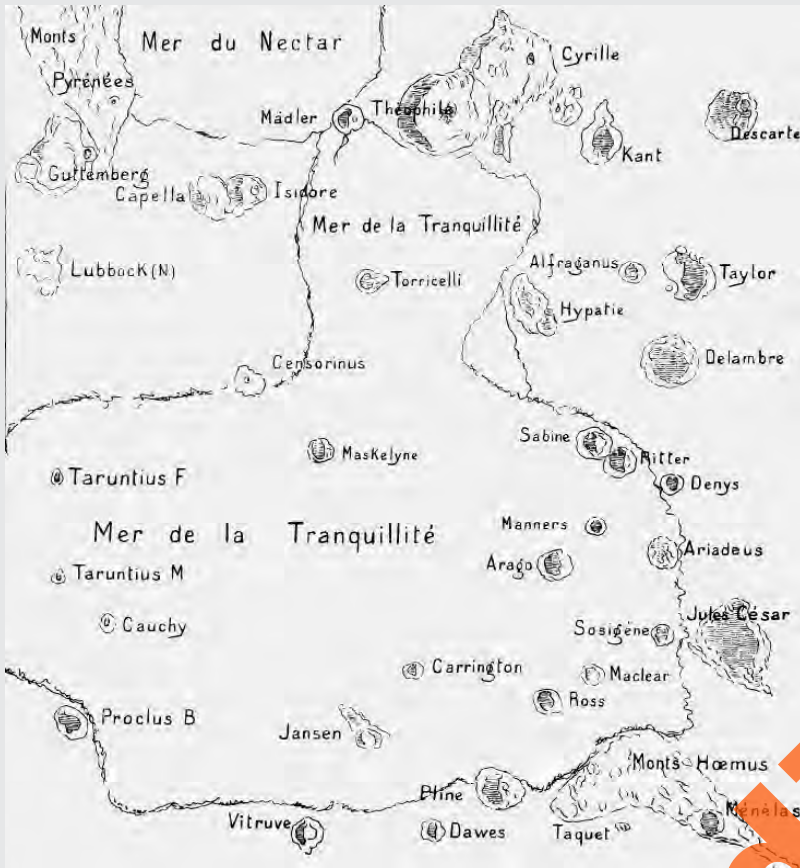 Monts
Mer du Nectar
Cyrille
Pyrénées
Mädler
Théophile
Descarte
Kant
Guttemberg
Capella
Isidore
Mer de la Tranquillité
Lubbock (N)
Torricelli
Alfraganus
Taylor
Hypatie
Censorinus
Delambre
Sabine
Maskelyne
Ritter
Taruntius F
Denys
Mer de la Tranquillité
Manners
Arago
Ariadeus
Taruntius M
Cauchy
Jules César
Sosigène
Carrington
Maclear
Ross
Proclus B
Jansen
Monts Hœmus
Pline
Ménélas
Vitruve
Dawes
Taquet